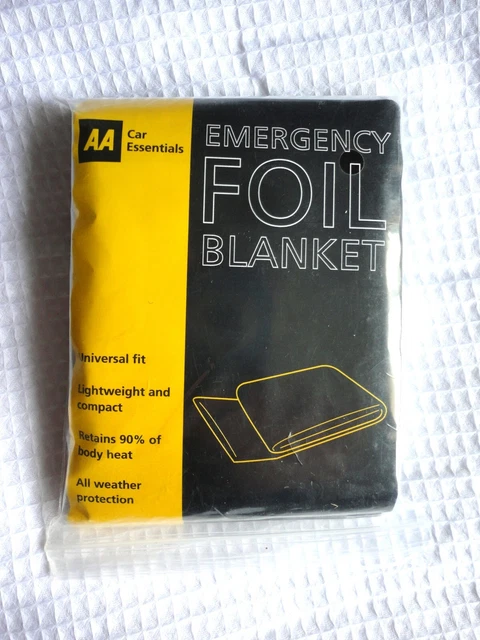 AA
Car
Essentials
EMERGENCY
FOIL
BLANKET
Universal fit
Lightweight and
compact
Retains 90% of
body heat
All weather
protection